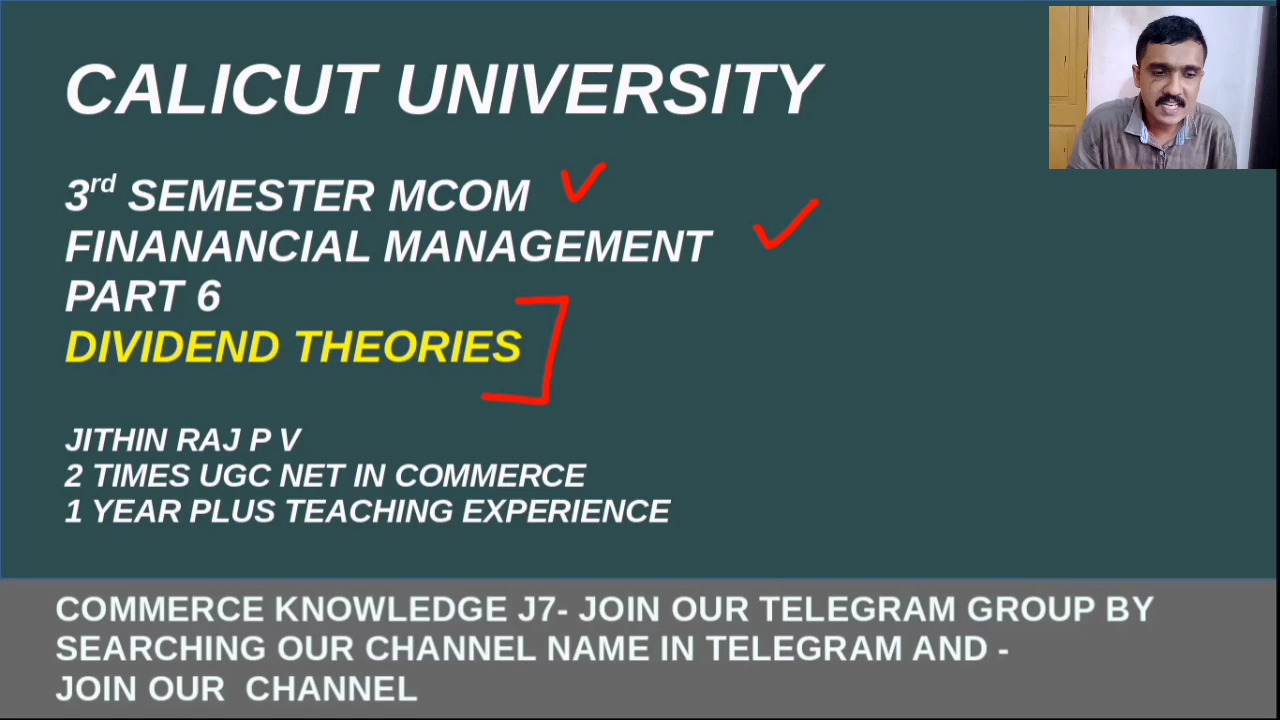 CALICUT UNIVERSITY
3rd SEMESTER MCOM
FINANANCIAL MANAGEMENT
PART 6
DIVIDEND THEORIES
JITHIN RAJ P V
2 TIMES UGC NET IN COMMERCE
1 YEAR PLUS TEACHING EXPERIENCE
COMMERCE KNOWLEDGE J7- JOIN OUR TELEGRAM GROUP BY
SEARCHING OUR CHANNEL NAME IN TELEGRAM AND -
JOIN OUR CHANNEL